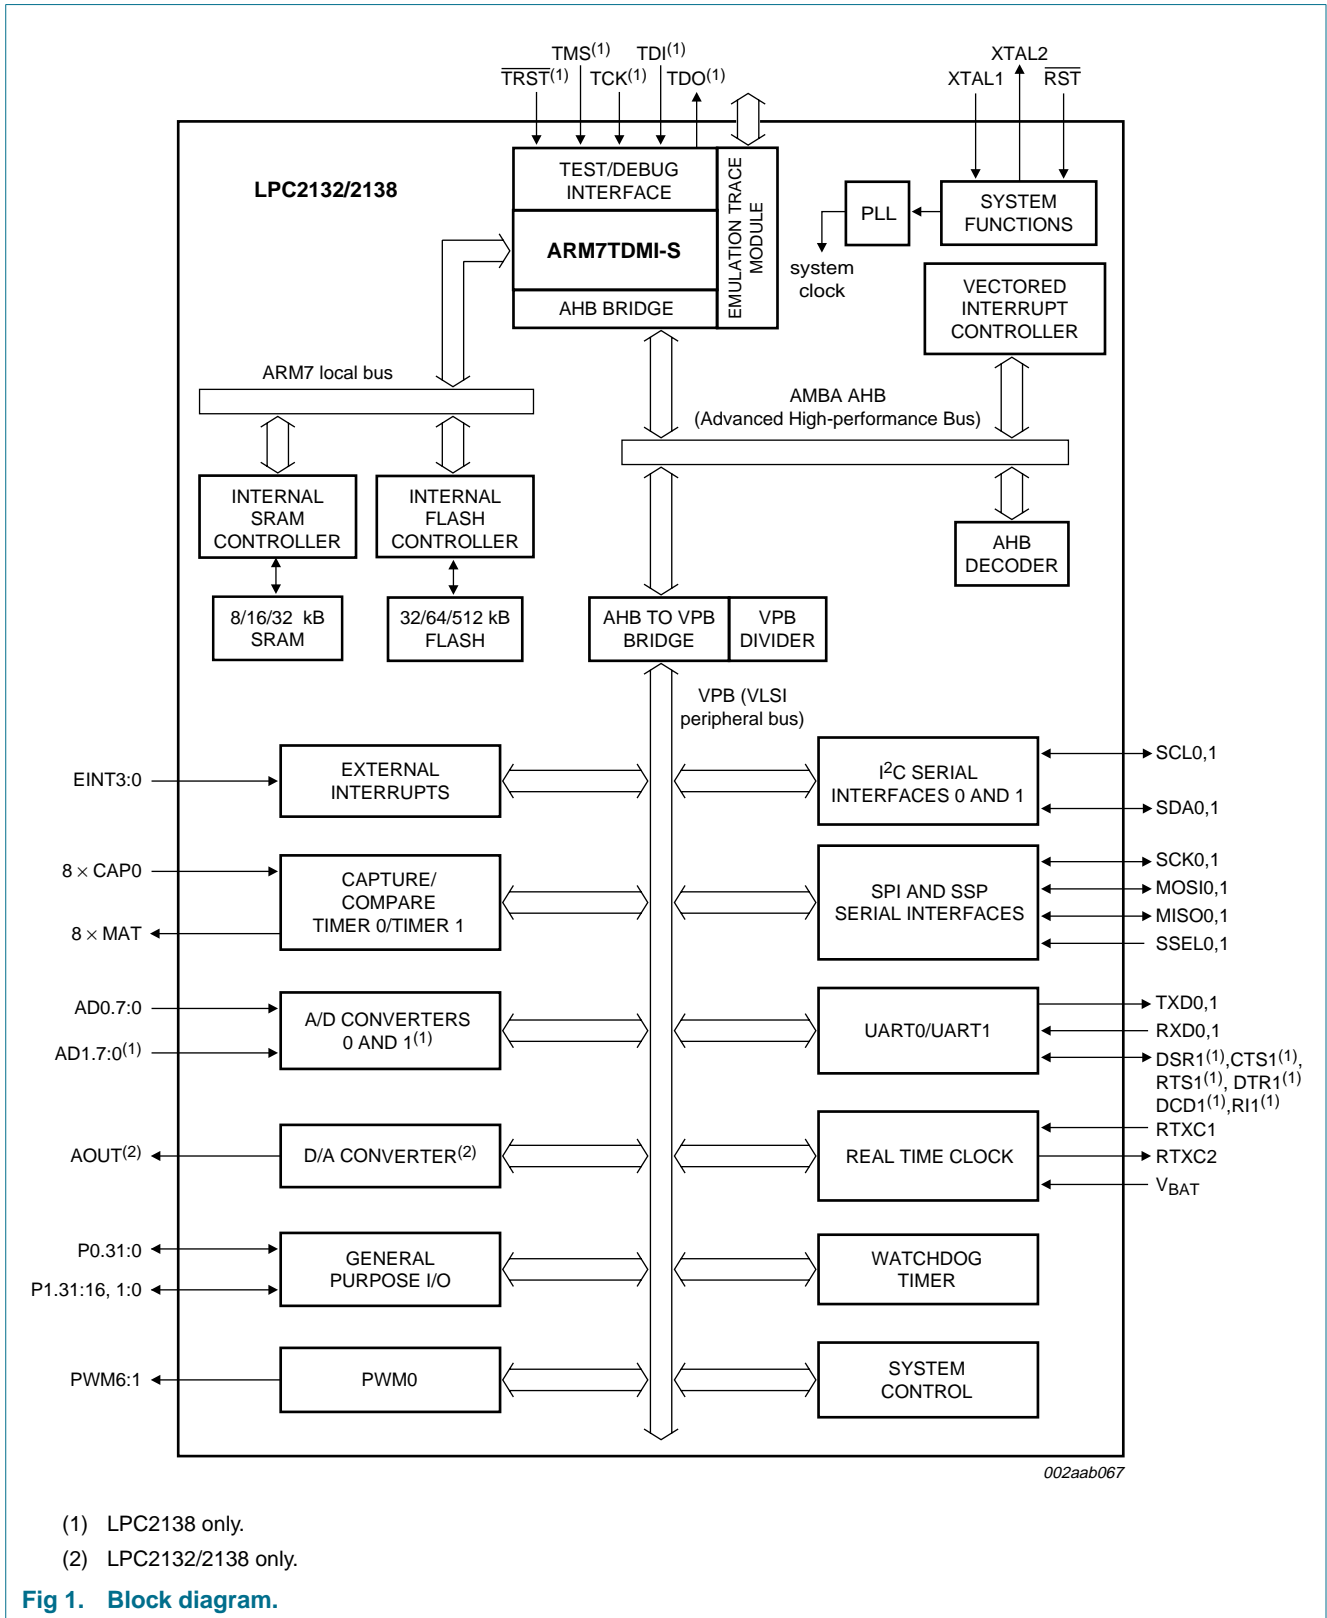 TMS(1) TDI(1)
TRST(1) TCK(1) TDO(1)
XTAL2
XTAL1 RST
LPC2132/2138
TEST/DEBUG
INTERFACE
ARM7TDMI-S
AHB BRIDGE
EMULATION TRACE
MODULE
PLL
SYSTEM
FUNCTIONS
system
clock
VECTORED
INTERRUPT
CONTROLLER
ARM7 local bus
AMBA AHB
(Advanced High-performance Bus)
INTERNAL
SRAM
CONTROLLER
INTERNAL
FLASH
CONTROLLER
AHB
DECODER
8/16/32 kB
SRAM
32/64/512 kB
FLASH
AHB TO VPB
BRIDGE
VPB
DIVIDER
VPB (VLSI
peripheral bus)
EINT3:0
EXTERNAL
INTERRUPTS
I2C SERIAL
INTERFACES 0 AND 1
SCL0,1
SDA0,1
8 × CAP0
8 × MAT
CAPTURE/
COMPARE
TIMER 0/TIMER 1
SPI AND SSP
SERIAL INTERFACES
SCK0,1
MOSI0,1
MISO0,1
SSEL0,1
AD0.7:0
AD1.7:0(1)
A/D CONVERTERS
0 AND 1(1)
UART0/UART1
TXD0,1
RXD0,1
DSR1(1),CTS1(1),
RTS1(1), DTR1(1)
DCD1(1),RI1(1)
AOUT(2)
D/A CONVERTER(2)
REAL TIME CLOCK
RTXC1
RTXC2
VBAT
P0.31:0
P1.31:16, 1:0
GENERAL
PURPOSE I/O
WATCHDOG
TIMER
PWM6:1
PWM0
SYSTEM
CONTROL
002aab067
(1) LPC2138 only.
(2) LPC2132/2138 only.
Fig 1. Block diagram.